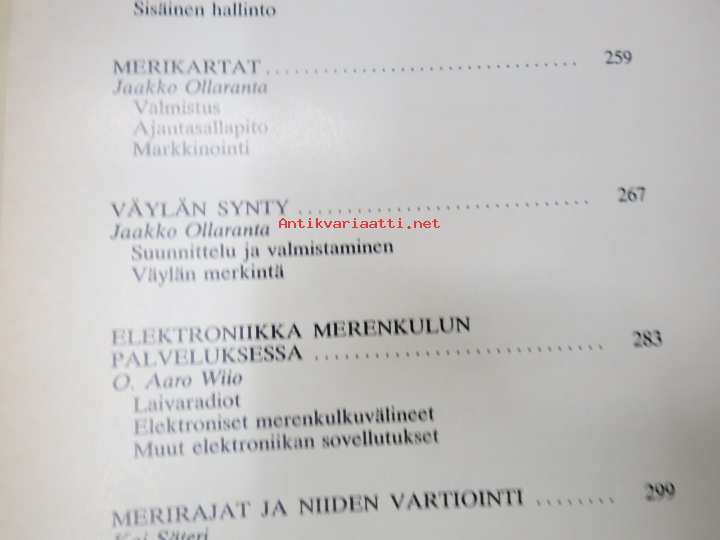 Sisäinen hallinto
MERIKARTAT ................................ 259
Jaakko Ollaranta
Valmistus
Ajantasallapito
Markkinointi
VÄYLÄN SYNTY ............................. 267
Antikvariaatti.net
Jaakko Ollaranta
Suunnittelu ja valmistaminen
Väylän merkintä
ELEKTRONIIKKA MERENKULUN
PALVELUKSESSA ............................ 283
O. Aaro Wiio
Laivaradiot
Elektroniset merenkulkuvälineet
Muut elektroniikan sovellutukset
MERIRAJAT JA NIIDEN VARTIOINTI ........ 299
Kai Säteri